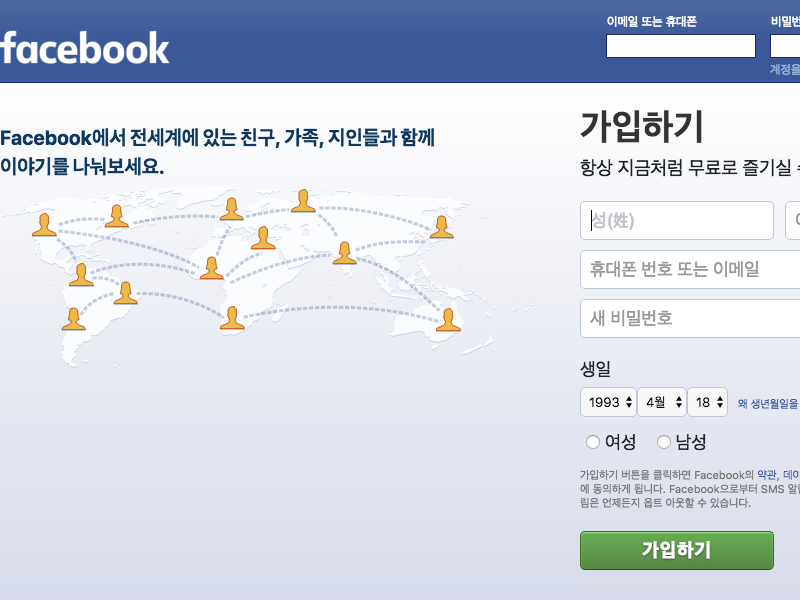 이메일 또는 휴대폰
facebook
계정을
Facebook에서 전세계에 있는 친구, 가족, 지인들과 함께
이야기를 나눠보세요.
가입하기
항상 지금처럼 무료로 즐기실
성(姓)
휴대폰 번호 또는 이메일
새 비밀번호
생일
1993 4월 18 왜 생년월일을
여성 남성
가입하기 버튼을 클릭하면 Facebook의 약관,
에 동의하게 됩니다. Facebook으로부터 SMS
림은 언제든지 옵트 아웃할 수 있습니다.
가입하기